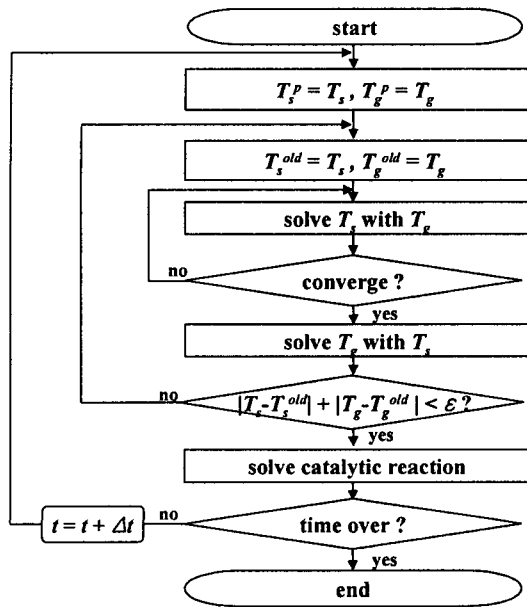 start
T_s^p = T_s , T_g^p = T_g
T_s^old = T_s , T_g^old = T_g
solve T_s with T_g
no
converge ?
yes
solve T_g with T_s
no
|T_s-T_s^old| + |T_g-T_g^old| < ε ?
yes
solve catalytic reaction
t = t + Δt
no
time over ?
yes
end